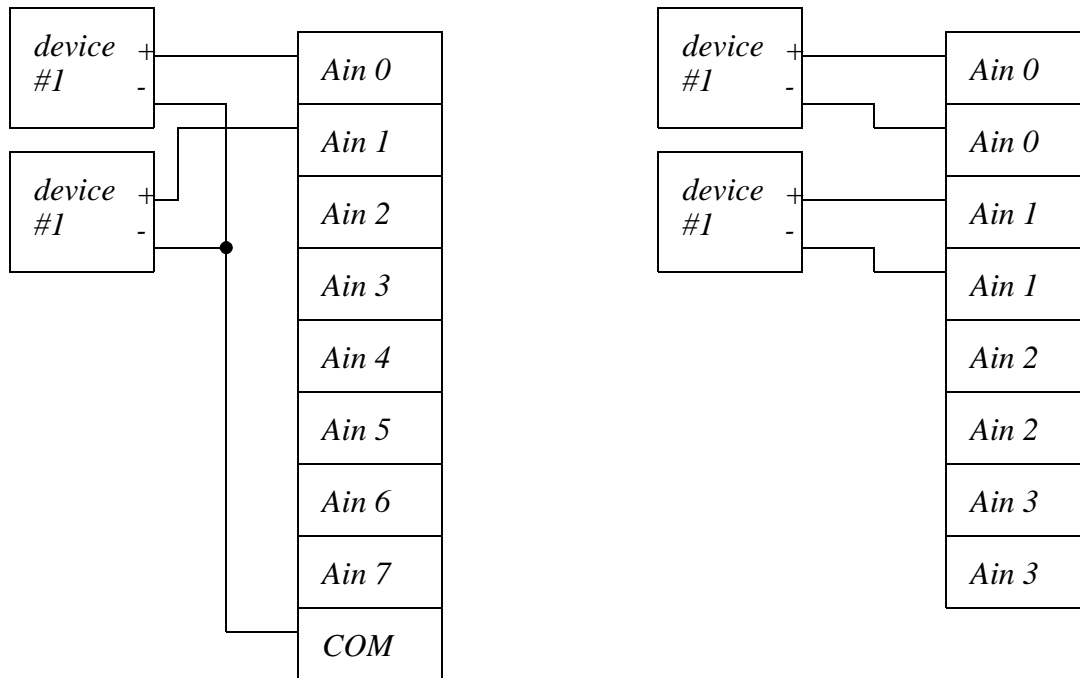 device +
#1 -
device +
#1 -
Ain 0
Ain 1
Ain 2
Ain 3
Ain 4
Ain 5
Ain 6
Ain 7
COM
device +
#1 -
device +
#1 -
Ain 0
Ain 0
Ain 1
Ain 1
Ain 2
Ain 2
Ain 3
Ain 3